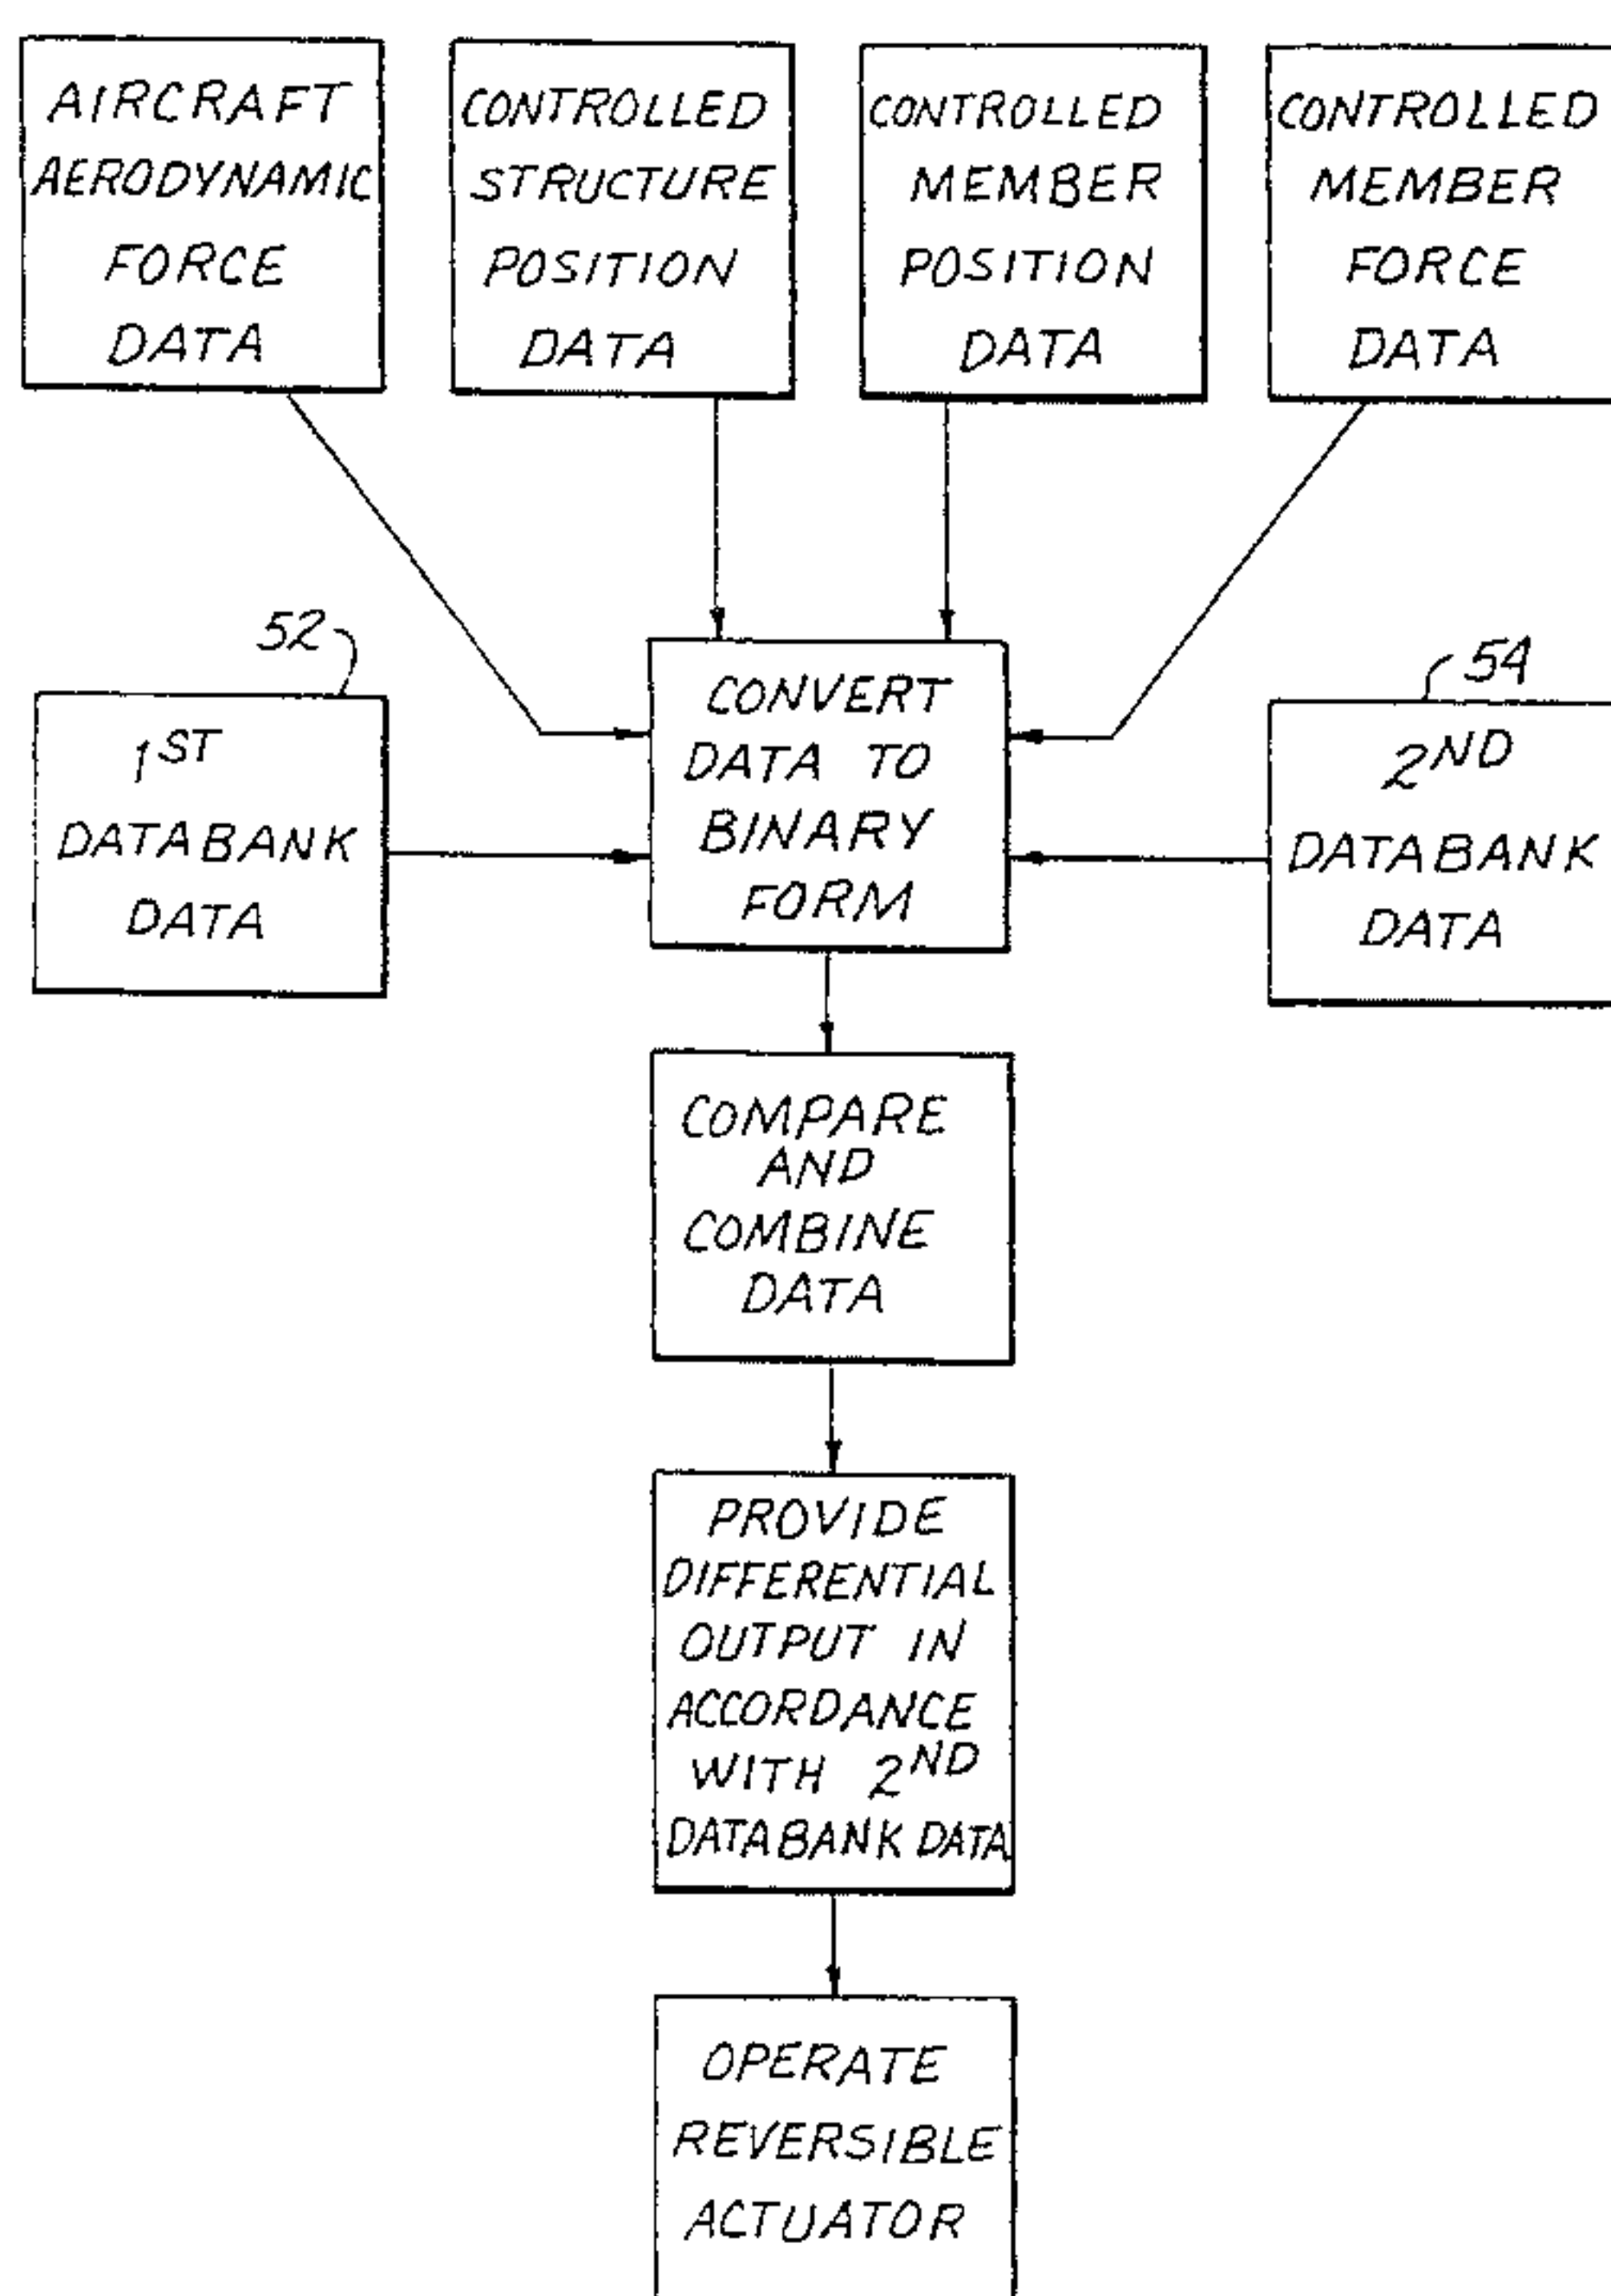 AIRCRAFT
AERODYNAMIC
FORCE
DATA
CONTROLLED
STRUCTURE
POSITION
DATA
CONTROLLED
MEMBER
POSITION
DATA
CONTROLLED
MEMBER
FORCE
DATA
52
1ST
DATABANK
DATA
CONVERT
DATA TO
BINARY
FORM
54
2ND
DATABANK
DATA
COMPARE
AND
COMBINE
DATA
PROVIDE
DIFFERENTIAL
OUTPUT IN
ACCORDANCE
WITH 2ND
DATABANK DATA
OPERATE
REVERSIBLE
ACTUATOR